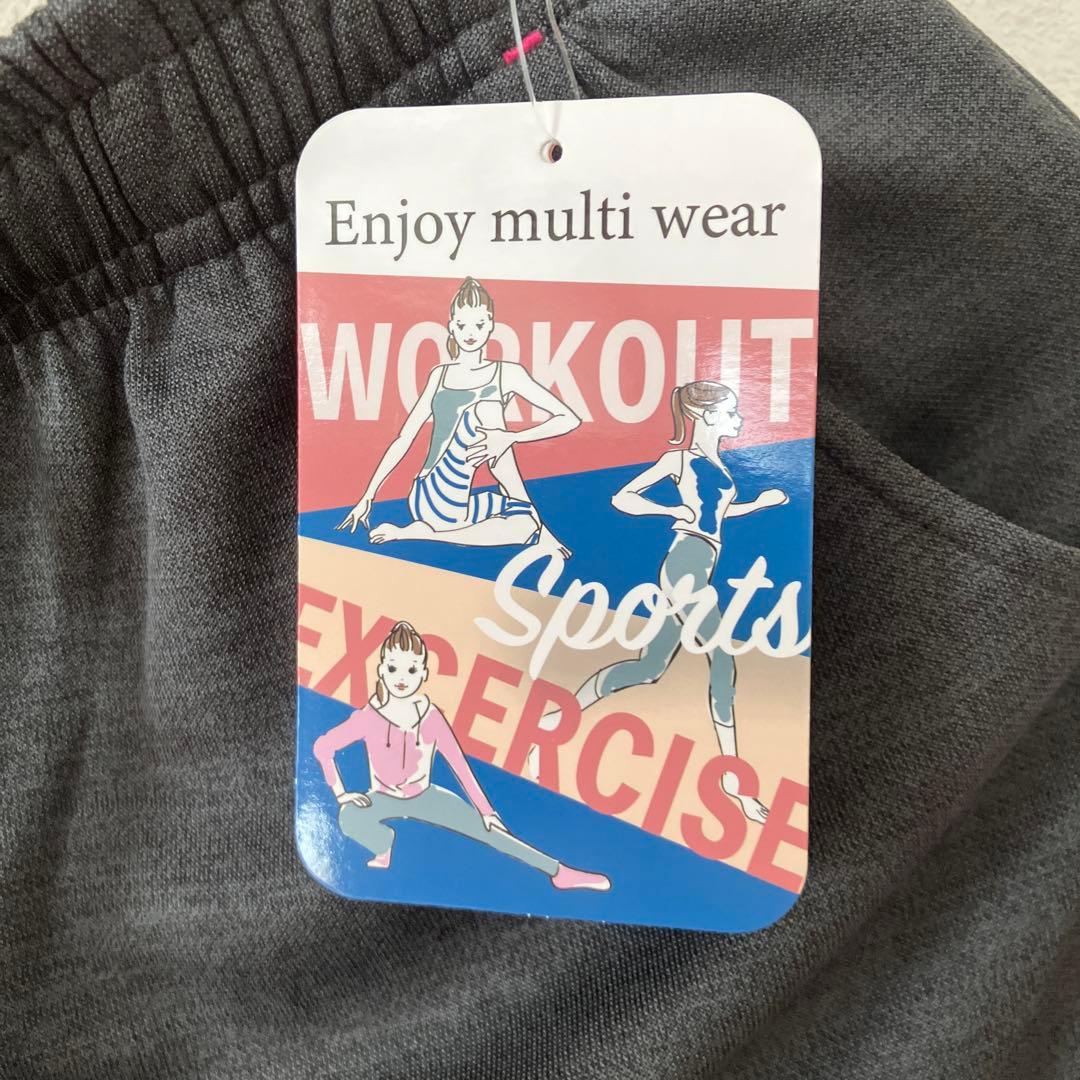 Enjoy multi wear
WORKOUT
Sports
EXCERCISE